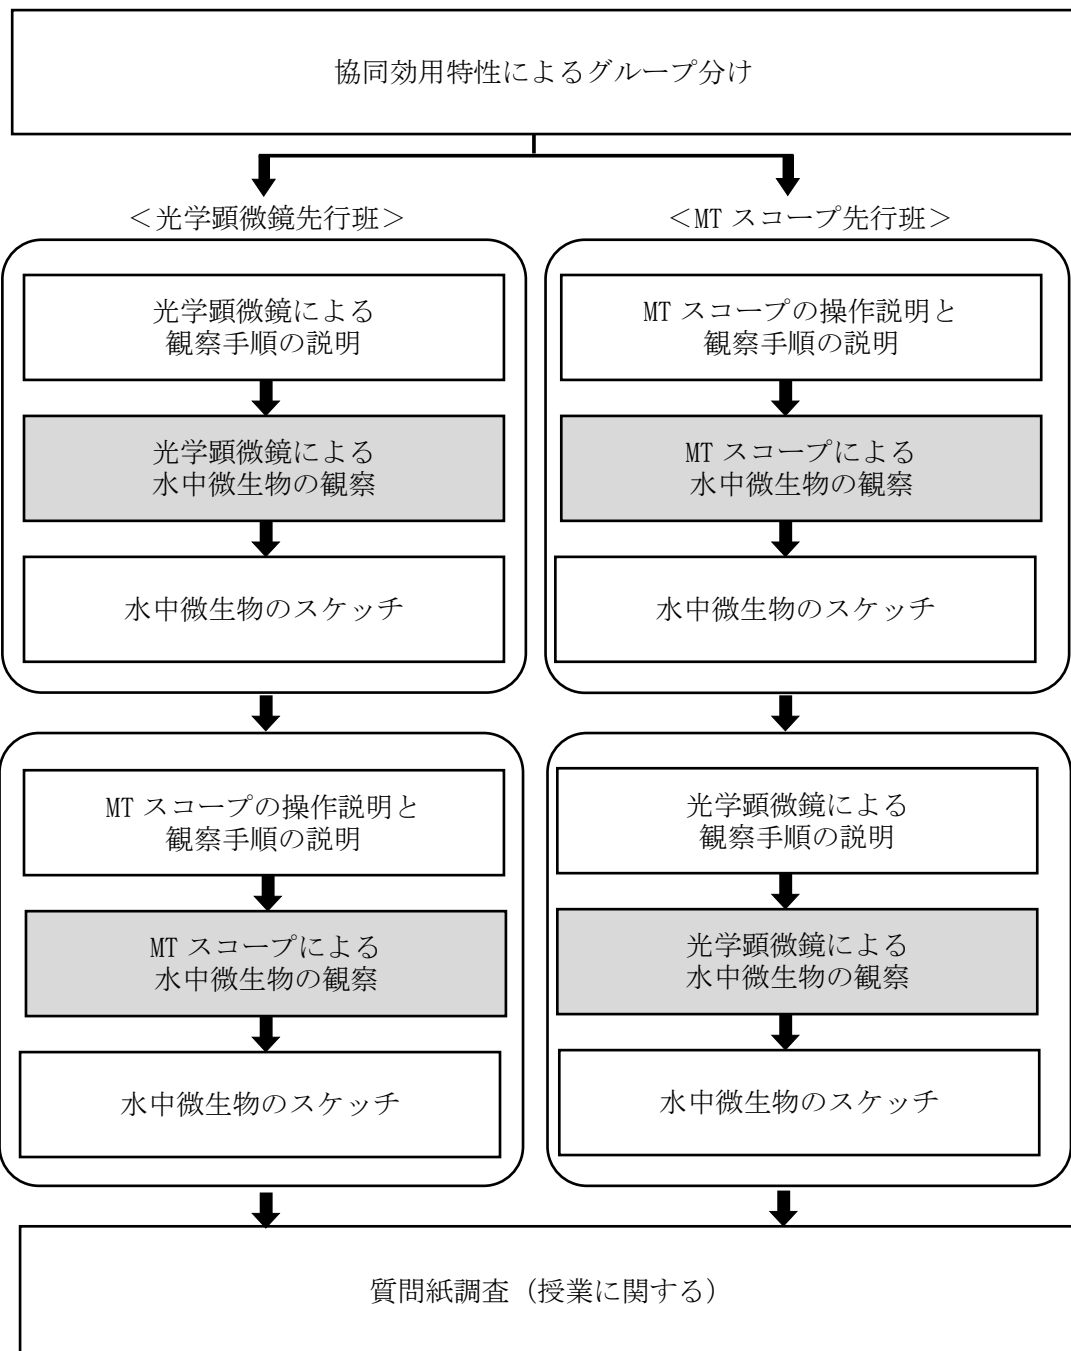 協同効用特性によるグループ分け
＜光学顕微鏡先行班＞
＜MT スコープ先行班＞
光学顕微鏡による
観察手順の説明
MT スコープの操作説明と
観察手順の説明
光学顕微鏡による
水中微生物の観察
MT スコープによる
水中微生物の観察
水中微生物のスケッチ
水中微生物のスケッチ
MT スコープの操作説明と
観察手順の説明
光学顕微鏡による
観察手順の説明
MT スコープによる
水中微生物の観察
光学顕微鏡による
水中微生物の観察
水中微生物のスケッチ
水中微生物のスケッチ
質問紙調査（授業に関する）